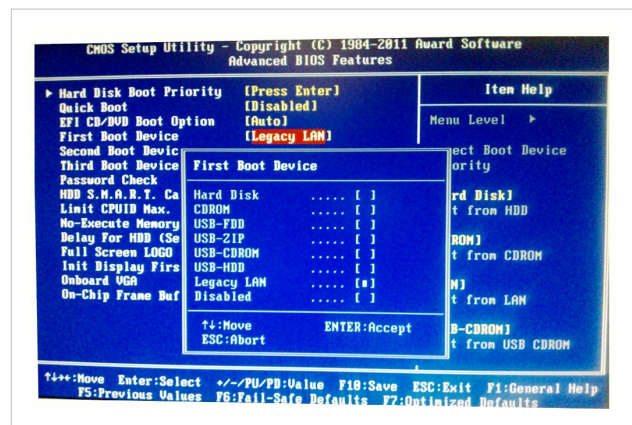 CMOS Setup Utility - Copyright (C) 1984-2011 Award Software
Advanced BIOS Features
▶ Hard Disk Boot Priority [Press Enter]
Quick Boot [Disabled]
EFI CD/DVD Boot Option [Auto]
First Boot Device [Legacy LAN]
Second Boot Devic
Third Boot Device
Password Check
HDD S.M.A.R.T. Ca
Limit CPUID Max.
No-Execute Memory
Delay For HDD (Se
Full Screen LOGO
Init Display Firs
Onboard VGA
On-Chip Frame Buf
First Boot Device
Hard Disk ..... [ ]
CDROM ..... [ ]
USB-FDD ..... [ ]
USB-ZIP ..... [ ]
USB-CDROM ..... [ ]
USB-HDD ..... [ ]
Legacy LAN ..... [■]
Disabled ..... [ ]
↑↓:Move ENTER:Accept
ESC:Abort
Item Help
Menu Level ▶
ect Boot Device
ority
rd Disk]
t from HDD
ROM]
t from CDROM
N]
t from LAN
B-CDROM]
t from USB CDROM
↑↓→←:Move Enter:Select +/-/PU/PD:Value F10:Save ESC:Exit F1:General Help
F5:Previous Values F6:Fail-Safe Defaults F7:Optimized Defaults